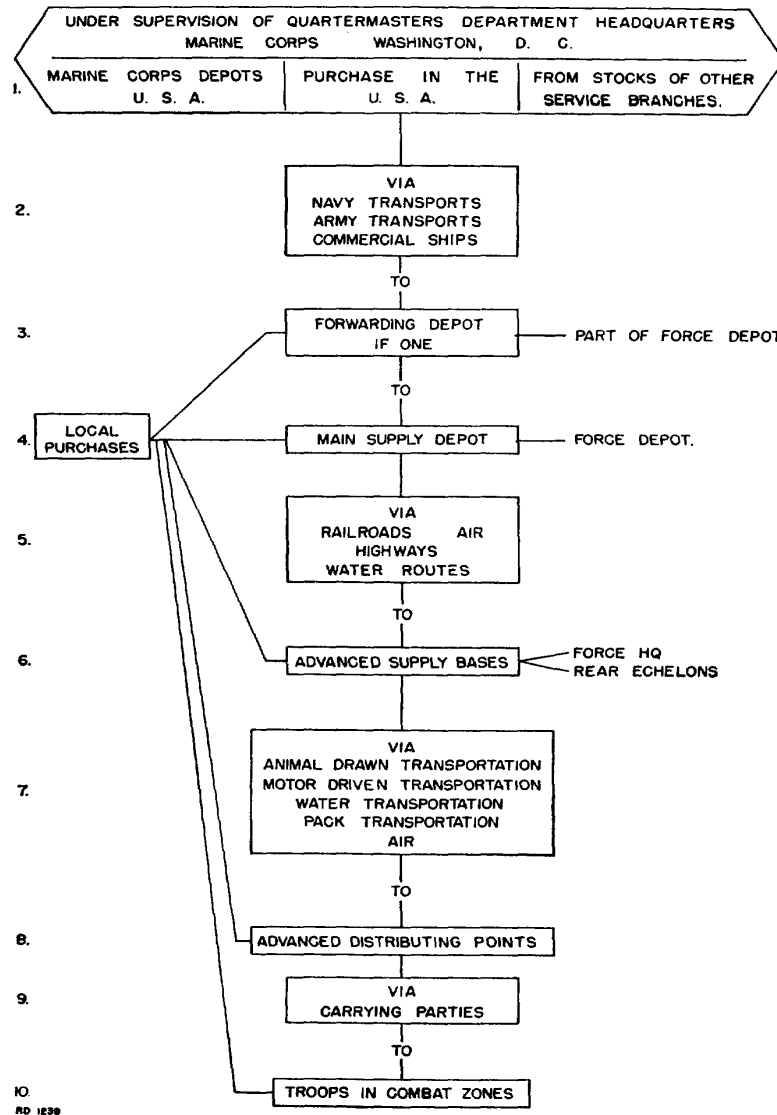 UNDER SUPERVISION OF QUARTERMASTERS DEPARTMENT HEADQUARTERS
MARINE CORPS WASHINGTON, D. C.
1.
MARINE CORPS DEPOTS
U. S. A.
PURCHASE IN THE
U. S. A.
FROM STOCKS OF OTHER
SERVICE BRANCHES.
2.
VIA
NAVY TRANSPORTS
ARMY TRANSPORTS
COMMERCIAL SHIPS
TO
3.
FORWARDING DEPOT
IF ONE
PART OF FORCE DEPOT
TO
4.
LOCAL
PURCHASES
MAIN SUPPLY DEPOT
FORCE DEPOT.
5.
VIA
RAILROADS AIR
HIGHWAYS
WATER ROUTES
TO
6.
ADVANCED SUPPLY BASES
FORCE HQ
REAR ECHELONS
7.
VIA
ANIMAL DRAWN TRANSPORTATION
MOTOR DRIVEN TRANSPORTATION
WATER TRANSPORTATION
PACK TRANSPORTATION
AIR
TO
8.
ADVANCED DISTRIBUTING POINTS
9.
VIA
CARRYING PARTIES
TO
10.
TROOPS IN COMBAT ZONES
RD 1239